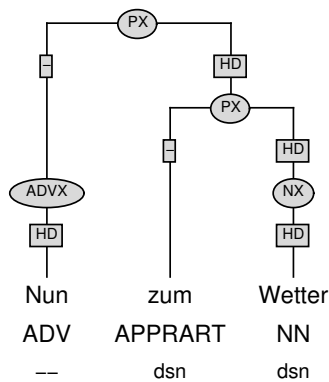 PX
– HD
PX
– HD
ADVX NX
HD HD
Nun zum Wetter
ADV APPRART NN
–– dsn dsn